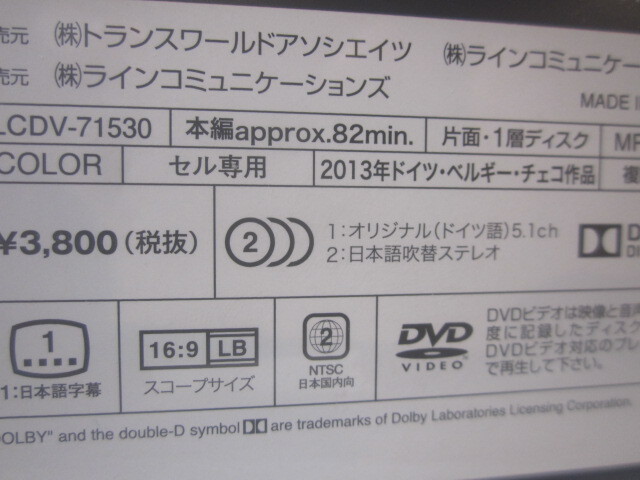 売元 (株)トランスワールドアソシエイツ (株)ラインコミュニケー
売元 (株)ラインコミュニケーションズ
MADE I
LCDV-71530 本編approx.82min. 片面・1層ディスク MP
COLOR セル専用 2013年ドイツ・ベルギー・チェコ作品 複
¥3,800(税抜)
2
1:オリジナル(ドイツ語)5.1ch
2:日本語吹替ステレオ
1
1:日本語字幕
16:9 LB
スコープサイズ
2
NTSC
日本国内向
DVD
VIDEO
DVDビデオは映像と音声
度に記録したディスク
DVDビデオ対応のプレ
で再生して下さい。
DOLBY" and the double-D symbol are trademarks of Dolby Laboratories Licensing Corporation.